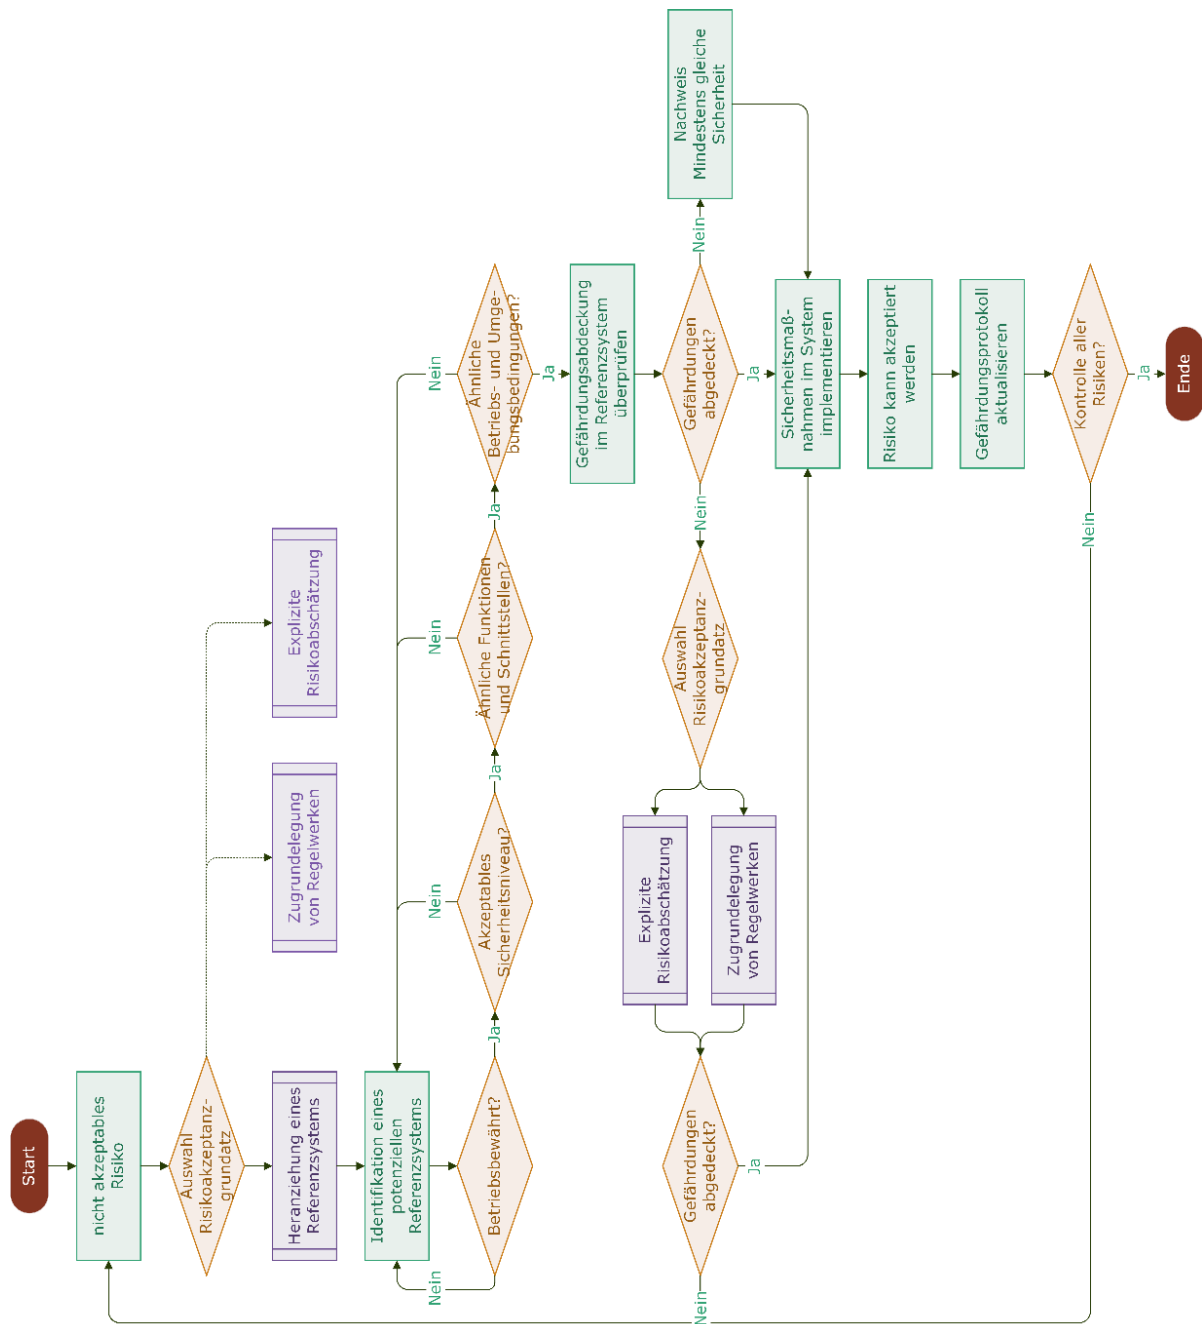 Start
nicht akzeptables
Risiko
Auswahl
Risikoakzeptanz-
grundatz
Heranziehung eines
Referenzsystems
Zugrundelegung
von Regelwerken
Explizite
Risikoabschätzung
Identifikation eines
potenziellen
Referenzsystems
Nein
Betriebsbewährt?
Ja
Nein
Akzeptables
Sicherheitsniveau?
Ja
Nein
Ähnliche Funktionen
und Schnittstellen?
Ja
Nein
Ähnliche
Betriebs- und Umge-
bungsbedingungen?
Ja
Gefährdungsabdeckung
im Referenzsystem
überprüfen
Gefährdungen
abgedeckt?
Nein
Nachweis
Mindestens gleiche
Sicherheit
Nein
Auswahl
Risikoakzeptanz-
grundatz
Explizite
Risikoabschätzung
Zugrundelegung
von Regelwerken
Gefährdungen
abgedeckt?
Nein
Ja
Ja
Sicherheitsmaß-
nahmen im System
implementieren
Risiko kann akzeptiert
werden
Gefährdungsprotokoll
aktualisieren
Kontrolle aller
Risiken?
Nein
Ja
Ende